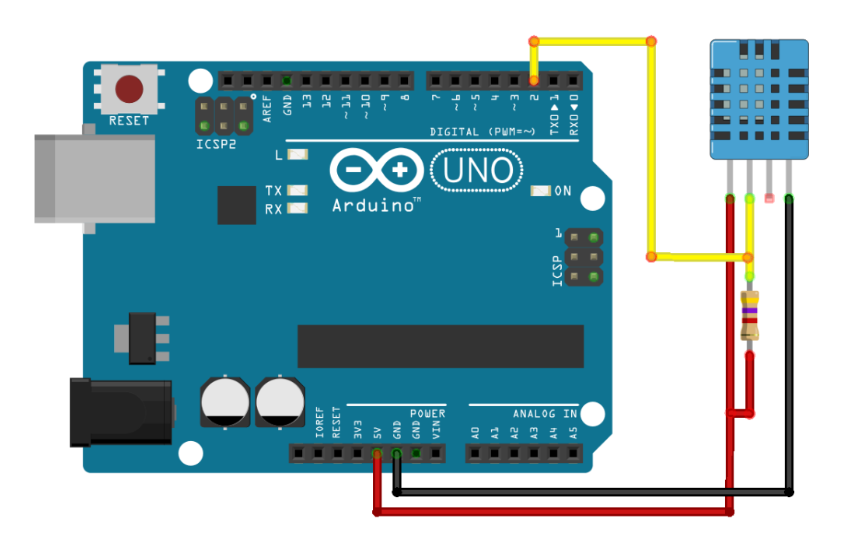 RESET
ICSP2
AREF
GND
13
12
~11
~10
~9
8
7
~6
~5
4
~3
2
TX0▶1
RX0◀0
DIGITAL (PWM=~)
L
TX
RX
UNO
Arduino™
ON
1
ICSP
POWER
ANALOG IN
IOREF
RESET
3V3
5V
GND
GND
VIN
A0
A1
A2
A3
A4
A5